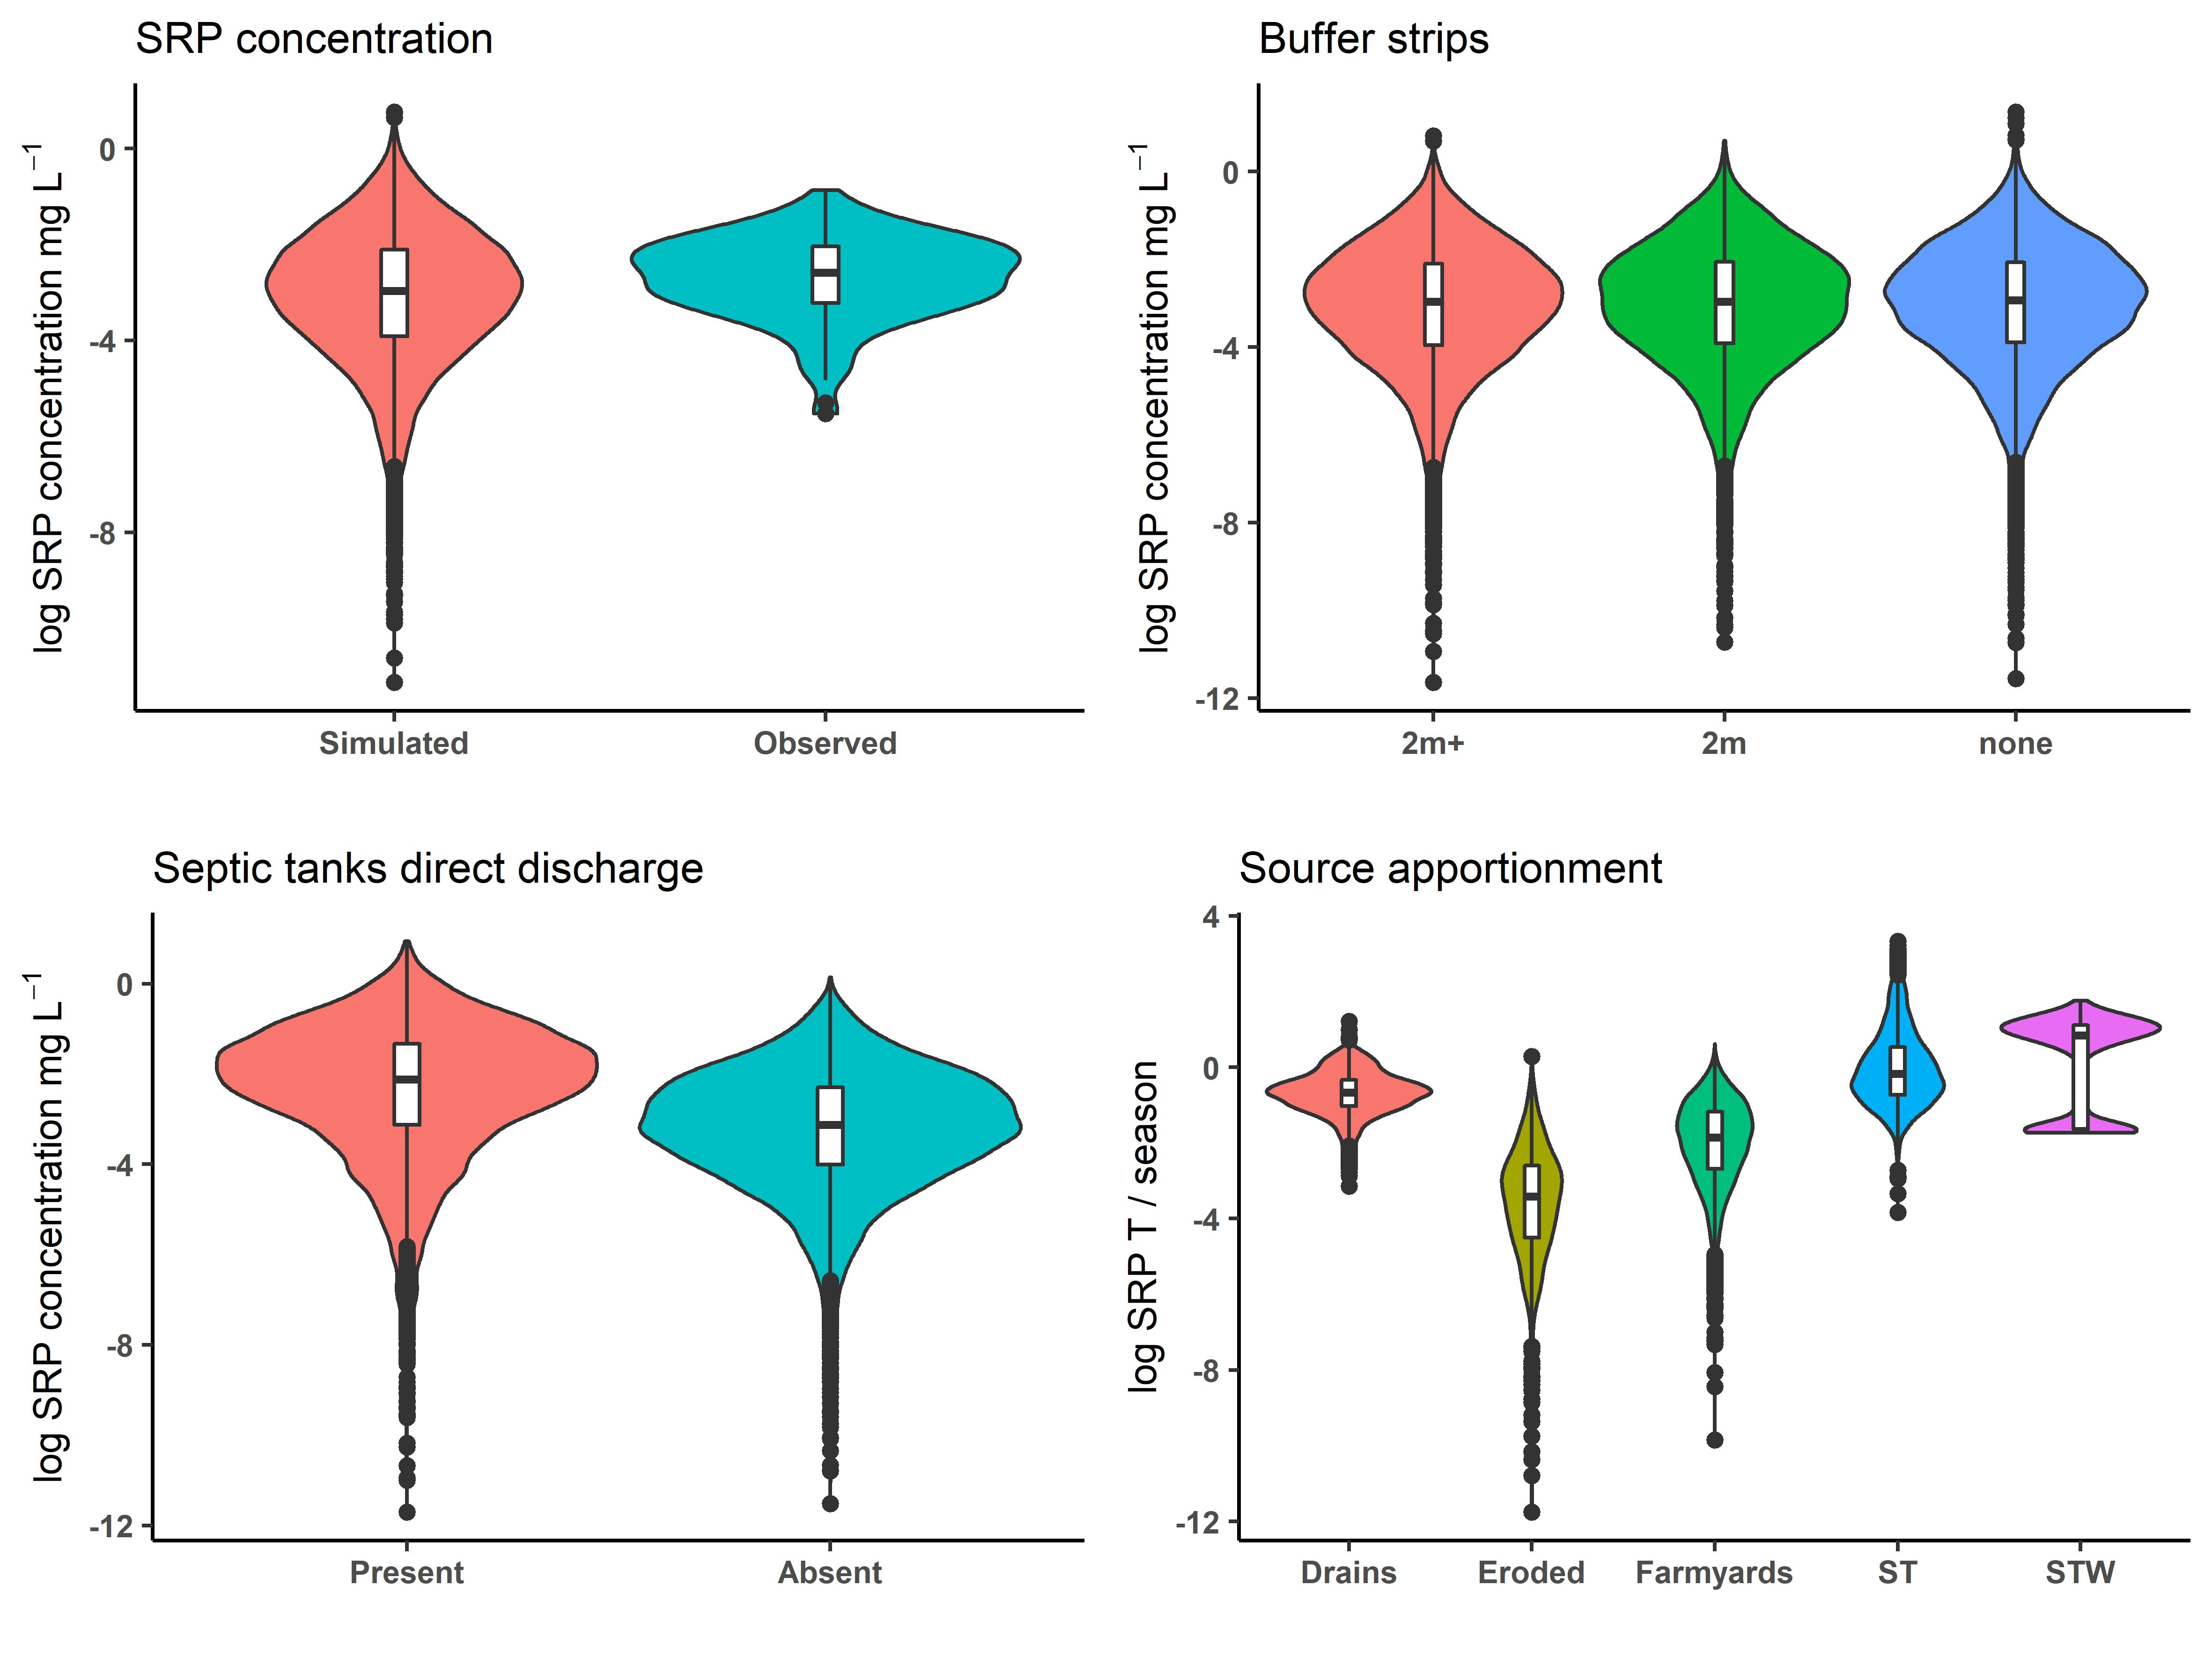 SRP concentration
log SRP concentration mg L⁻¹
0
-4
-8
Simulated Observed
Buffer strips
log SRP concentration mg L⁻¹
0
-4
-8
-12
2m+ 2m none
Septic tanks direct discharge
log SRP concentration mg L⁻¹
0
-4
-8
-12
Present Absent
Source apportionment
log SRP T / season
4
0
-4
-8
-12
Drains Eroded Farmyards ST STW